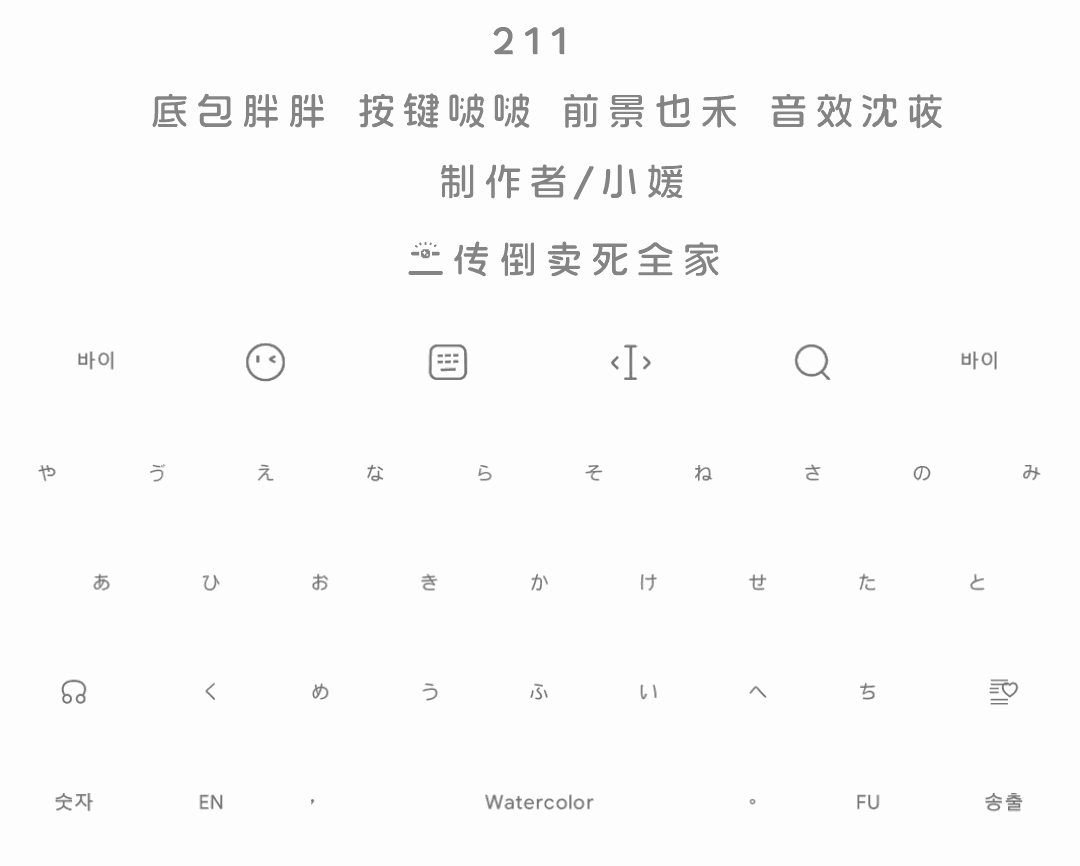 211
底包胖胖 按键啵啵 前景也禾 音效沈莜
制作者/小媛
二传倒卖死全家
바이 바이
や ゔ え な ら そ ね さ の み
あ ひ お き か け せ た と
く め う ふ い へ ち
숫자 EN , Watercolor 。 FU 송출